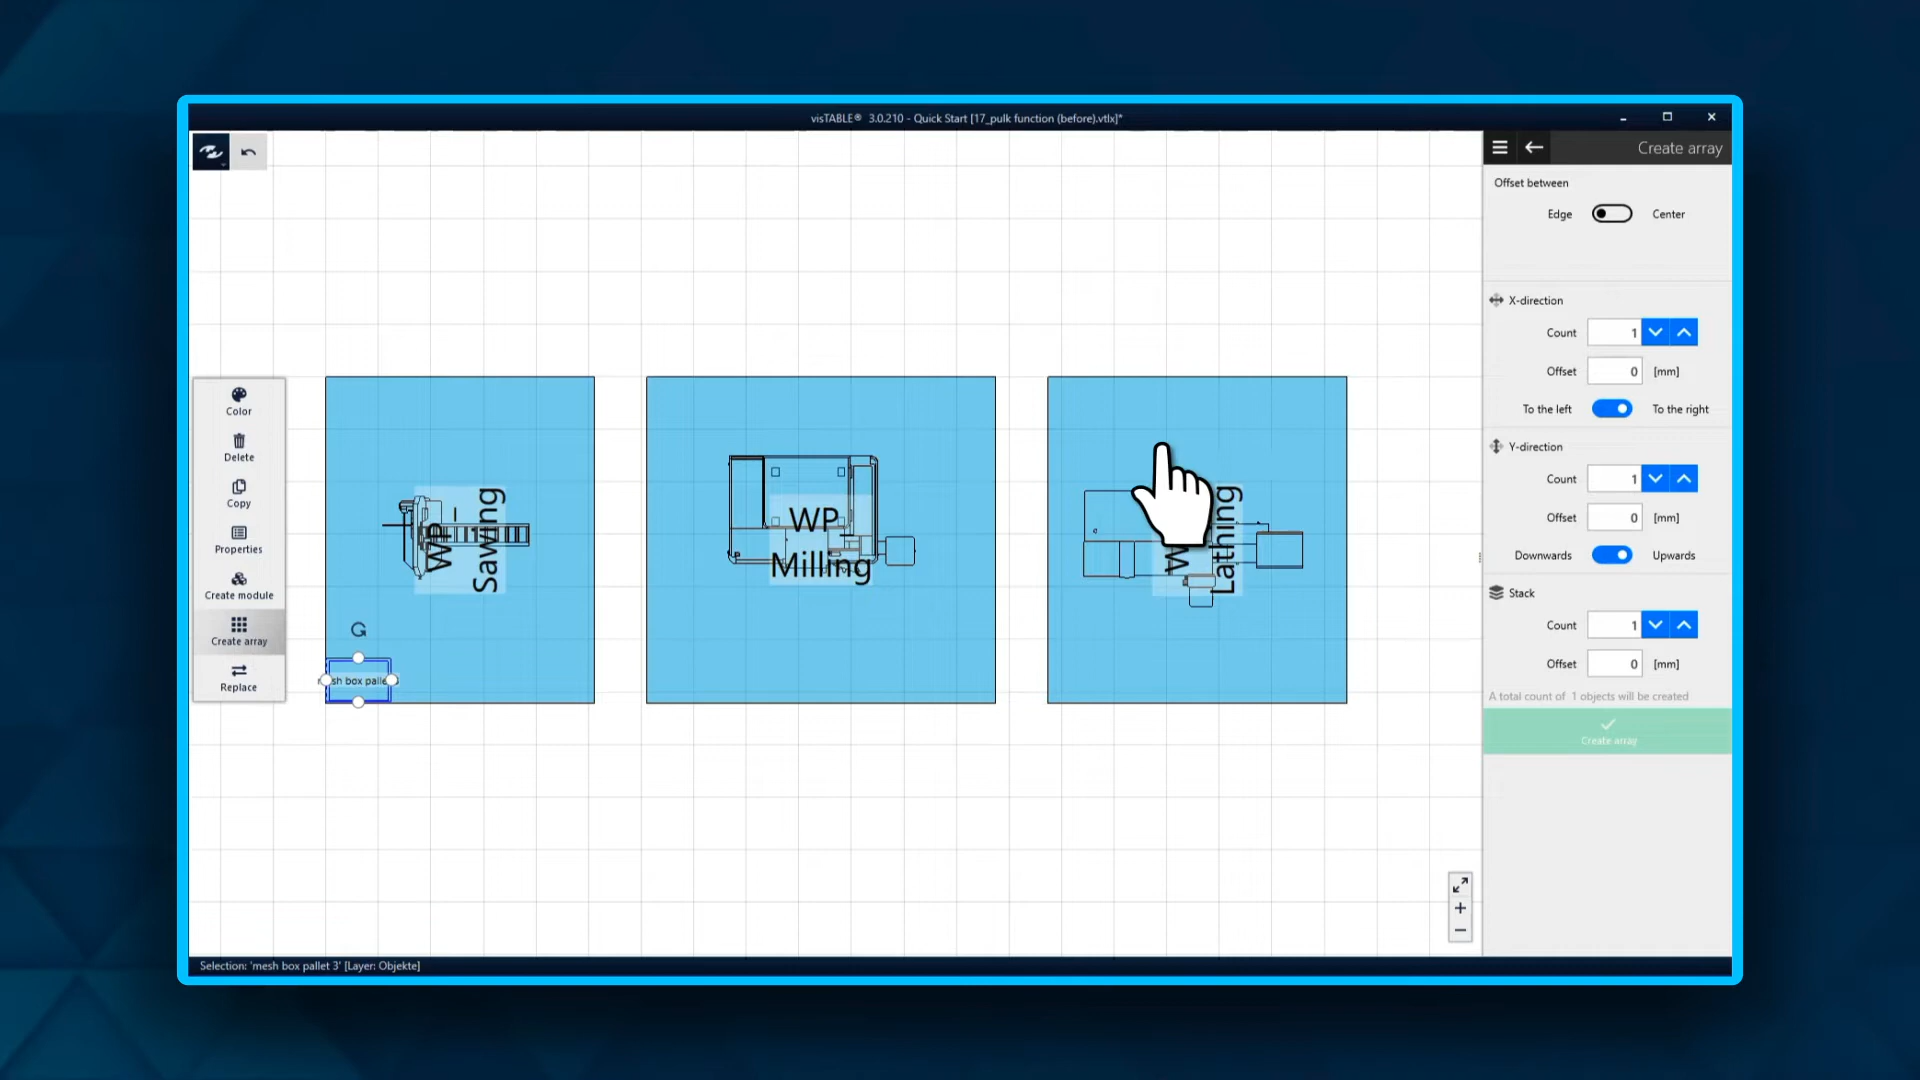 visTABLE® 3.0.210 - Quick Start [17_pulk function (before).vtlx]*
Create array
Offset between
Edge
Center
X-direction
Count 1
Offset 0 [mm]
To the left
To the right
Y-direction
Count 1
Offset 0 [mm]
Downwards
Upwards
Stack
Count 1
Offset 0 [mm]
A total count of 1 objects will be created
Create array
Color
Delete
Copy
Properties
Create module
Create array
Replace
WP -
Sawing
WP
Milling
Lathing
box
Selection: 'mesh box pallet 3' [Layer: Objekte]